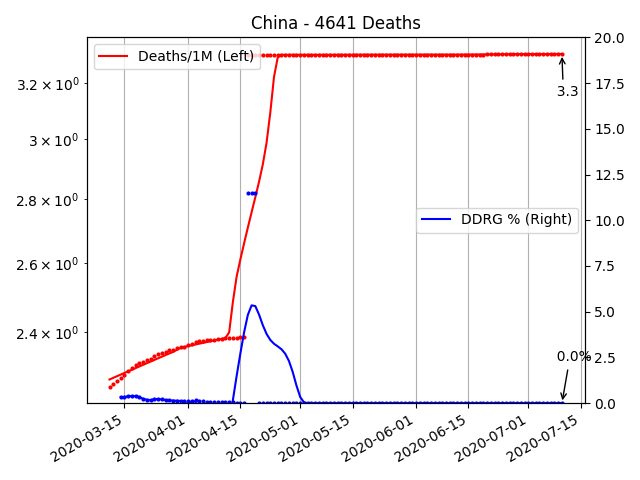 China - 4641 Deaths
Deaths/1M (Left)
DDRG % (Right)
3.3
0.0%
3.2 × 10⁰
3 × 10⁰
2.8 × 10⁰
2.6 × 10⁰
2.4 × 10⁰
20.0
17.5
15.0
12.5
10.0
7.5
5.0
2.5
0.0
2020-03-15
2020-04-01
2020-04-15
2020-05-01
2020-05-15
2020-06-01
2020-06-15
2020-07-01
2020-07-15